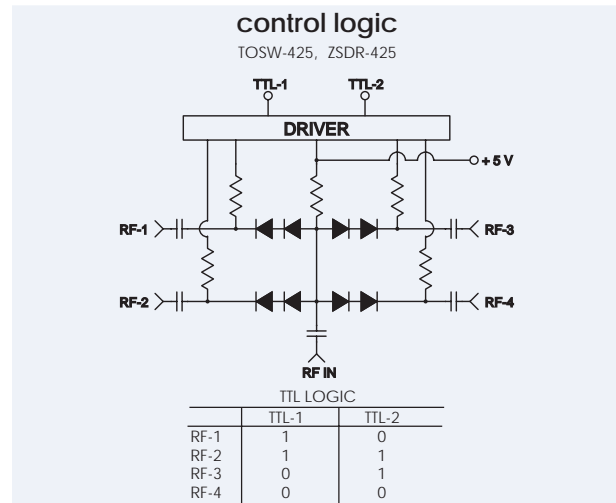 control logic
TOSW-425, ZSDR-425
TTL-1 TTL-2
DRIVER
+ 5 V
RF-1 RF-3
RF-2 RF-4
RF IN
TTL LOGIC
TTL-1 TTL-2
RF-1 1 0
RF-2 1 1
RF-3 0 1
RF-4 0 0